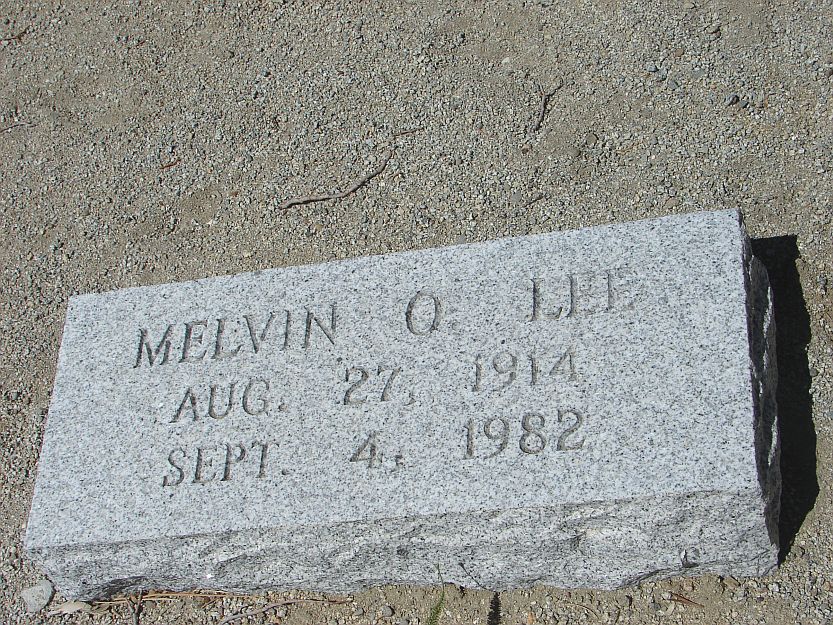 MELVIN O. LEE
AUG. 27, 1914
SEPT. 4, 1982